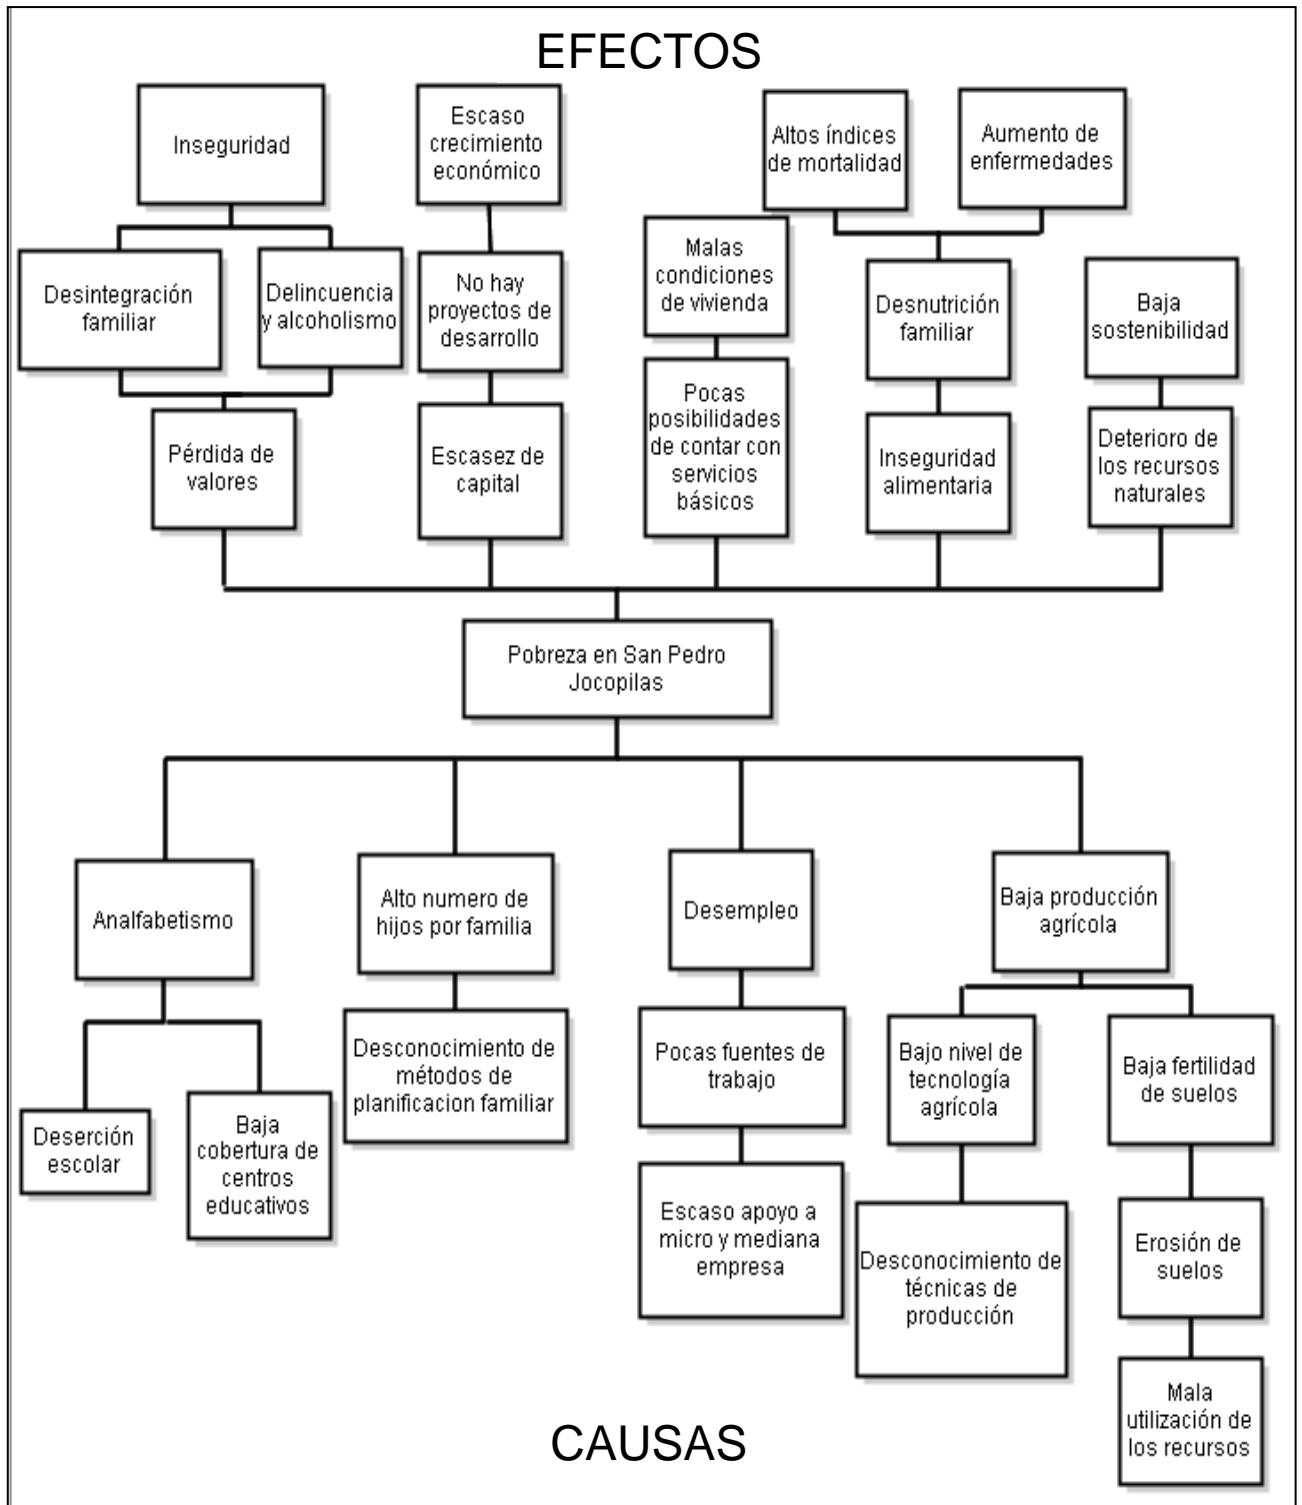 EFECTOS
Inseguridad
Escaso
crecimiento
económico
Altos índices
de mortalidad
Aumento de
enfermedades
Desintegración
familiar
Delincuencia
y alcoholismo
No hay
proyectos de
desarrollo
Malas
condiciones
de vivienda
Desnutrición
familiar
Baja
sostenibilidad
Pérdida de
valores
Escasez de
capital
Pocas
posibilidades
de contar con
servicios
básicos
Inseguridad
alimentaria
Deterioro de
los recursos
naturales
Pobreza en San Pedro
Jocopilas
Analfabetismo
Alto numero de
hijos por familia
Desempleo
Baja producción
agrícola
Deserción
escolar
Baja
cobertura de
centros
educativos
Desconocimiento de
métodos de
planificacion familiar
Pocas fuentes de
trabajo
Bajo nivel de
tecnología
agrícola
Baja fertilidad
de suelos
Escaso apoyo a
micro y mediana
empresa
Desconocimiento de
técnicas de
producción
Erosión de
suelos
Mala
utilización de
los recursos
CAUSAS